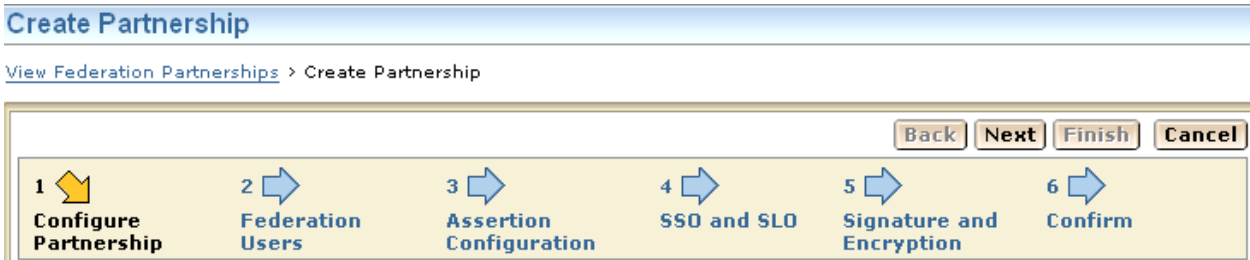 Create Partnership
View Federation Partnerships > Create Partnership
Back Next Finish Cancel
1 2 3 4 5 6
Configure Partnership
Federation Users
Assertion Configuration
SSO and SLO
Signature and Encryption
Confirm